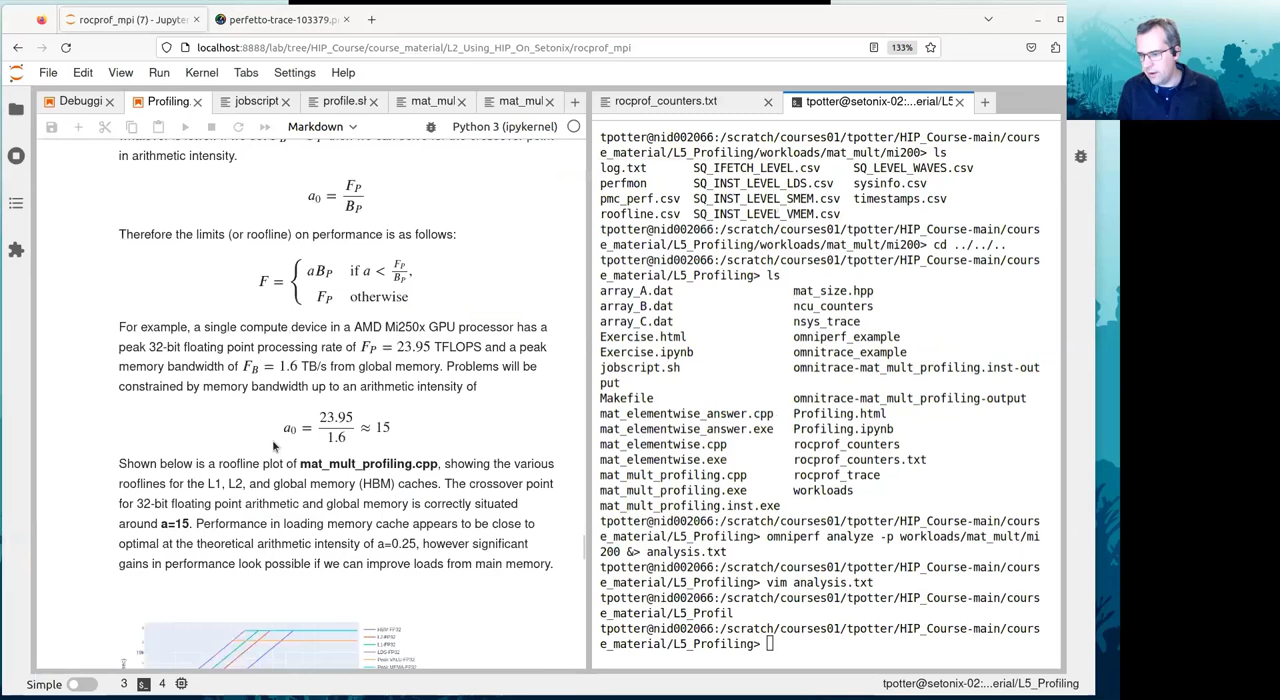 rocprof_mpi (7) - Jupyter
perfetto-trace-103379.p
localhost:8888/lab/tree/HIP_Course/course_material/L2_Using_HIP_On_Setonix/rocprof_mpi
133%
File Edit View Run Kernel Tabs Settings Help
Debuggi
Profiling.
jobscript
profile.sh
mat_mul
mat_mul
rocprof_counters.txt
tpotter@setonix-02:...erial/L5
Markdown
Python 3 (ipykernel)
in arithmetic intensity.
a₀ = F_P / B_P
Therefore the limits (or roofline) on performance is as follows:
F = { aB_P if a < F_P / B_P,
F_P otherwise
For example, a single compute device in a AMD Mi250x GPU processor has a
peak 32-bit floating point processing rate of F_P = 23.95 TFLOPS and a peak
memory bandwidth of F_B = 1.6 TB/s from global memory. Problems will be
constrained by memory bandwidth up to an arithmetic intensity of
a₀ = 23.95 / 1.6 ≈ 15
Shown below is a roofline plot of mat_mult_profiling.cpp, showing the various
rooflines for the L1, L2, and global memory (HBM) caches. The crossover point
for 32-bit floating point arithmetic and global memory is correctly situated
around a=15. Performance in loading memory cache appears to be close to
optimal at the theoretical arithmetic intensity of a=0.25, however significant
gains in performance look possible if we can improve loads from main memory.
HBM-FP32
tpotter@nid002066:/scratch/courses01/tpotter/HIP_Course-main/cours
e_material/L5_Profiling/workloads/mat_mult/mi200> ls
log.txt SQ_IFETCH_LEVEL.csv SQ_LEVEL_WAVES.csv
perfmon SQ_INST_LEVEL_LDS.csv sysinfo.csv
pmc_perf.csv SQ_INST_LEVEL_SMEM.csv timestamps.csv
roofline.csv SQ_INST_LEVEL_VMEM.csv
tpotter@nid002066:/scratch/courses01/tpotter/HIP_Course-main/cours
e_material/L5_Profiling/workloads/mat_mult/mi200> cd ../../..
tpotter@nid002066:/scratch/courses01/tpotter/HIP_Course-main/cours
e_material/L5_Profiling> ls
array_A.dat mat_size.hpp
array_B.dat ncu_counters
array_C.dat nsys_trace
Exercise.html omniperf_example
Exercise.ipynb omnitrace_example
jobscript.sh omnitrace-mat_mult_profiling.inst-out
put
Makefile omnitrace-mat_mult_profiling-output
mat_elementwise_answer.cpp Profiling.html
mat_elementwise_answer.exe Profiling.ipynb
mat_elementwise.cpp rocprof_counters
mat_elementwise.exe rocprof_counters.txt
mat_mult_profiling.cpp rocprof_trace
mat_mult_profiling.exe workloads
mat_mult_profiling.inst.exe
tpotter@nid002066:/scratch/courses01/tpotter/HIP_Course-main/cours
e_material/L5_Profiling> omniperf analyze -p workloads/mat_mult/mi
200 &> analysis.txt
tpotter@nid002066:/scratch/courses01/tpotter/HIP_Course-main/cours
e_material/L5_Profiling> vim analysis.txt
tpotter@nid002066:/scratch/courses01/tpotter/HIP_Course-main/cours
e_material/L5_Profil
tpotter@nid002066:/scratch/courses01/tpotter/HIP_Course-main/cours
e_material/L5_Profiling>
Simple 3 4
tpotter@setonix-02:...erial/L5_Profiling